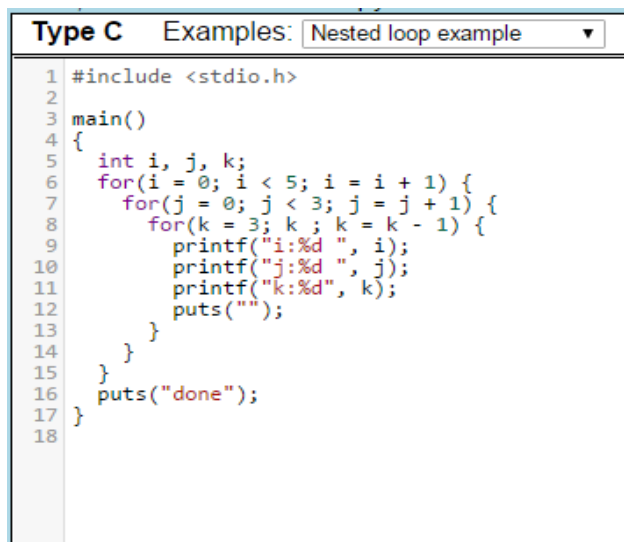 Type C Examples: Nested loop example ▼
1 #include <stdio.h>
2
3 main()
4 {
5   int i, j, k;
6   for(i = 0; i < 5; i = i + 1) {
7     for(j = 0; j < 3; j = j + 1) {
8       for(k = 3; k ; k = k - 1) {
9         printf("i:%d ", i);
10         printf("j:%d ", j);
11         printf("k:%d", k);
12         puts("");
13       }
14     }
15   }
16   puts("done");
17 }
18